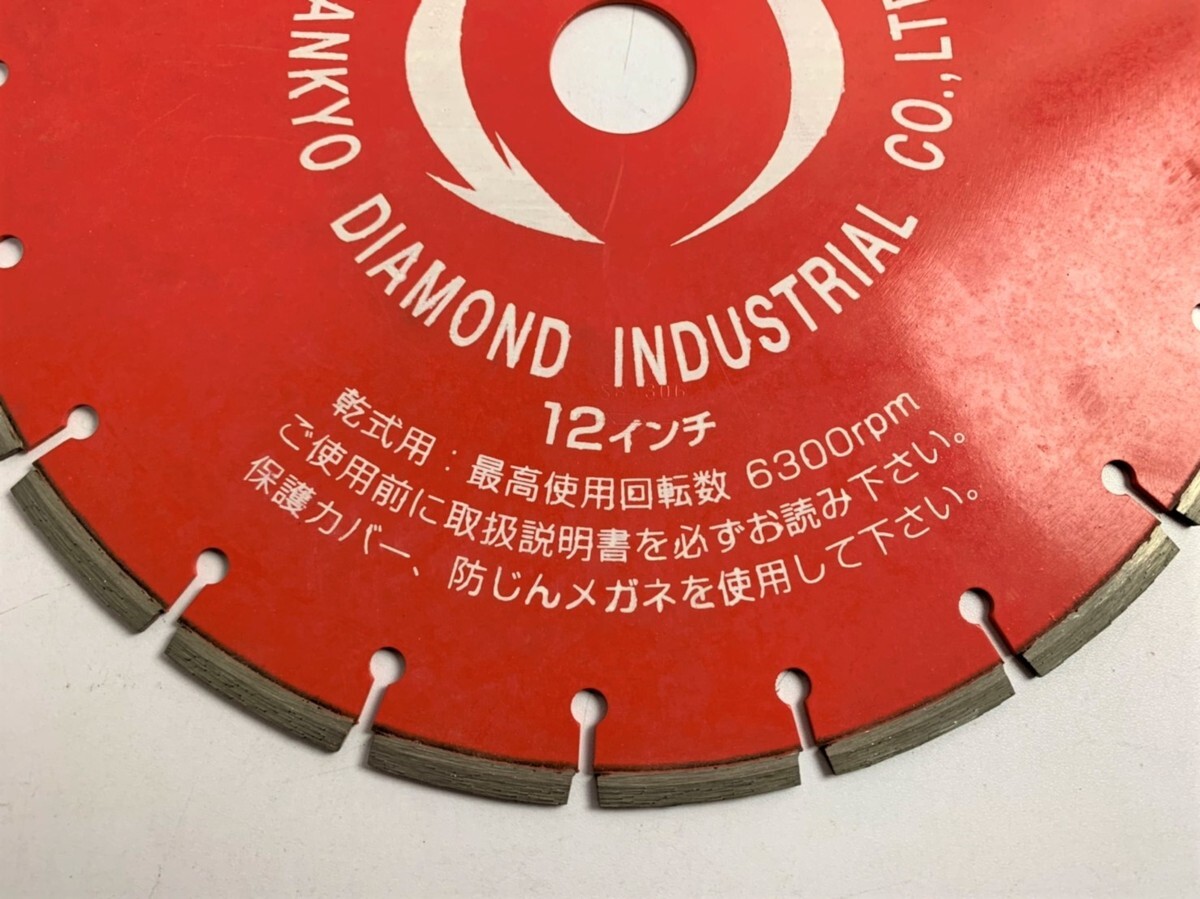 ANKYO DIAMOND INDUSTRIAL CO., LT
12インチ
乾式用：最高使用回転数 6300rpm
ご使用前に取扱説明書を必ずお読み下さい。
保護カバー、防じんメガネを使用して下さい。